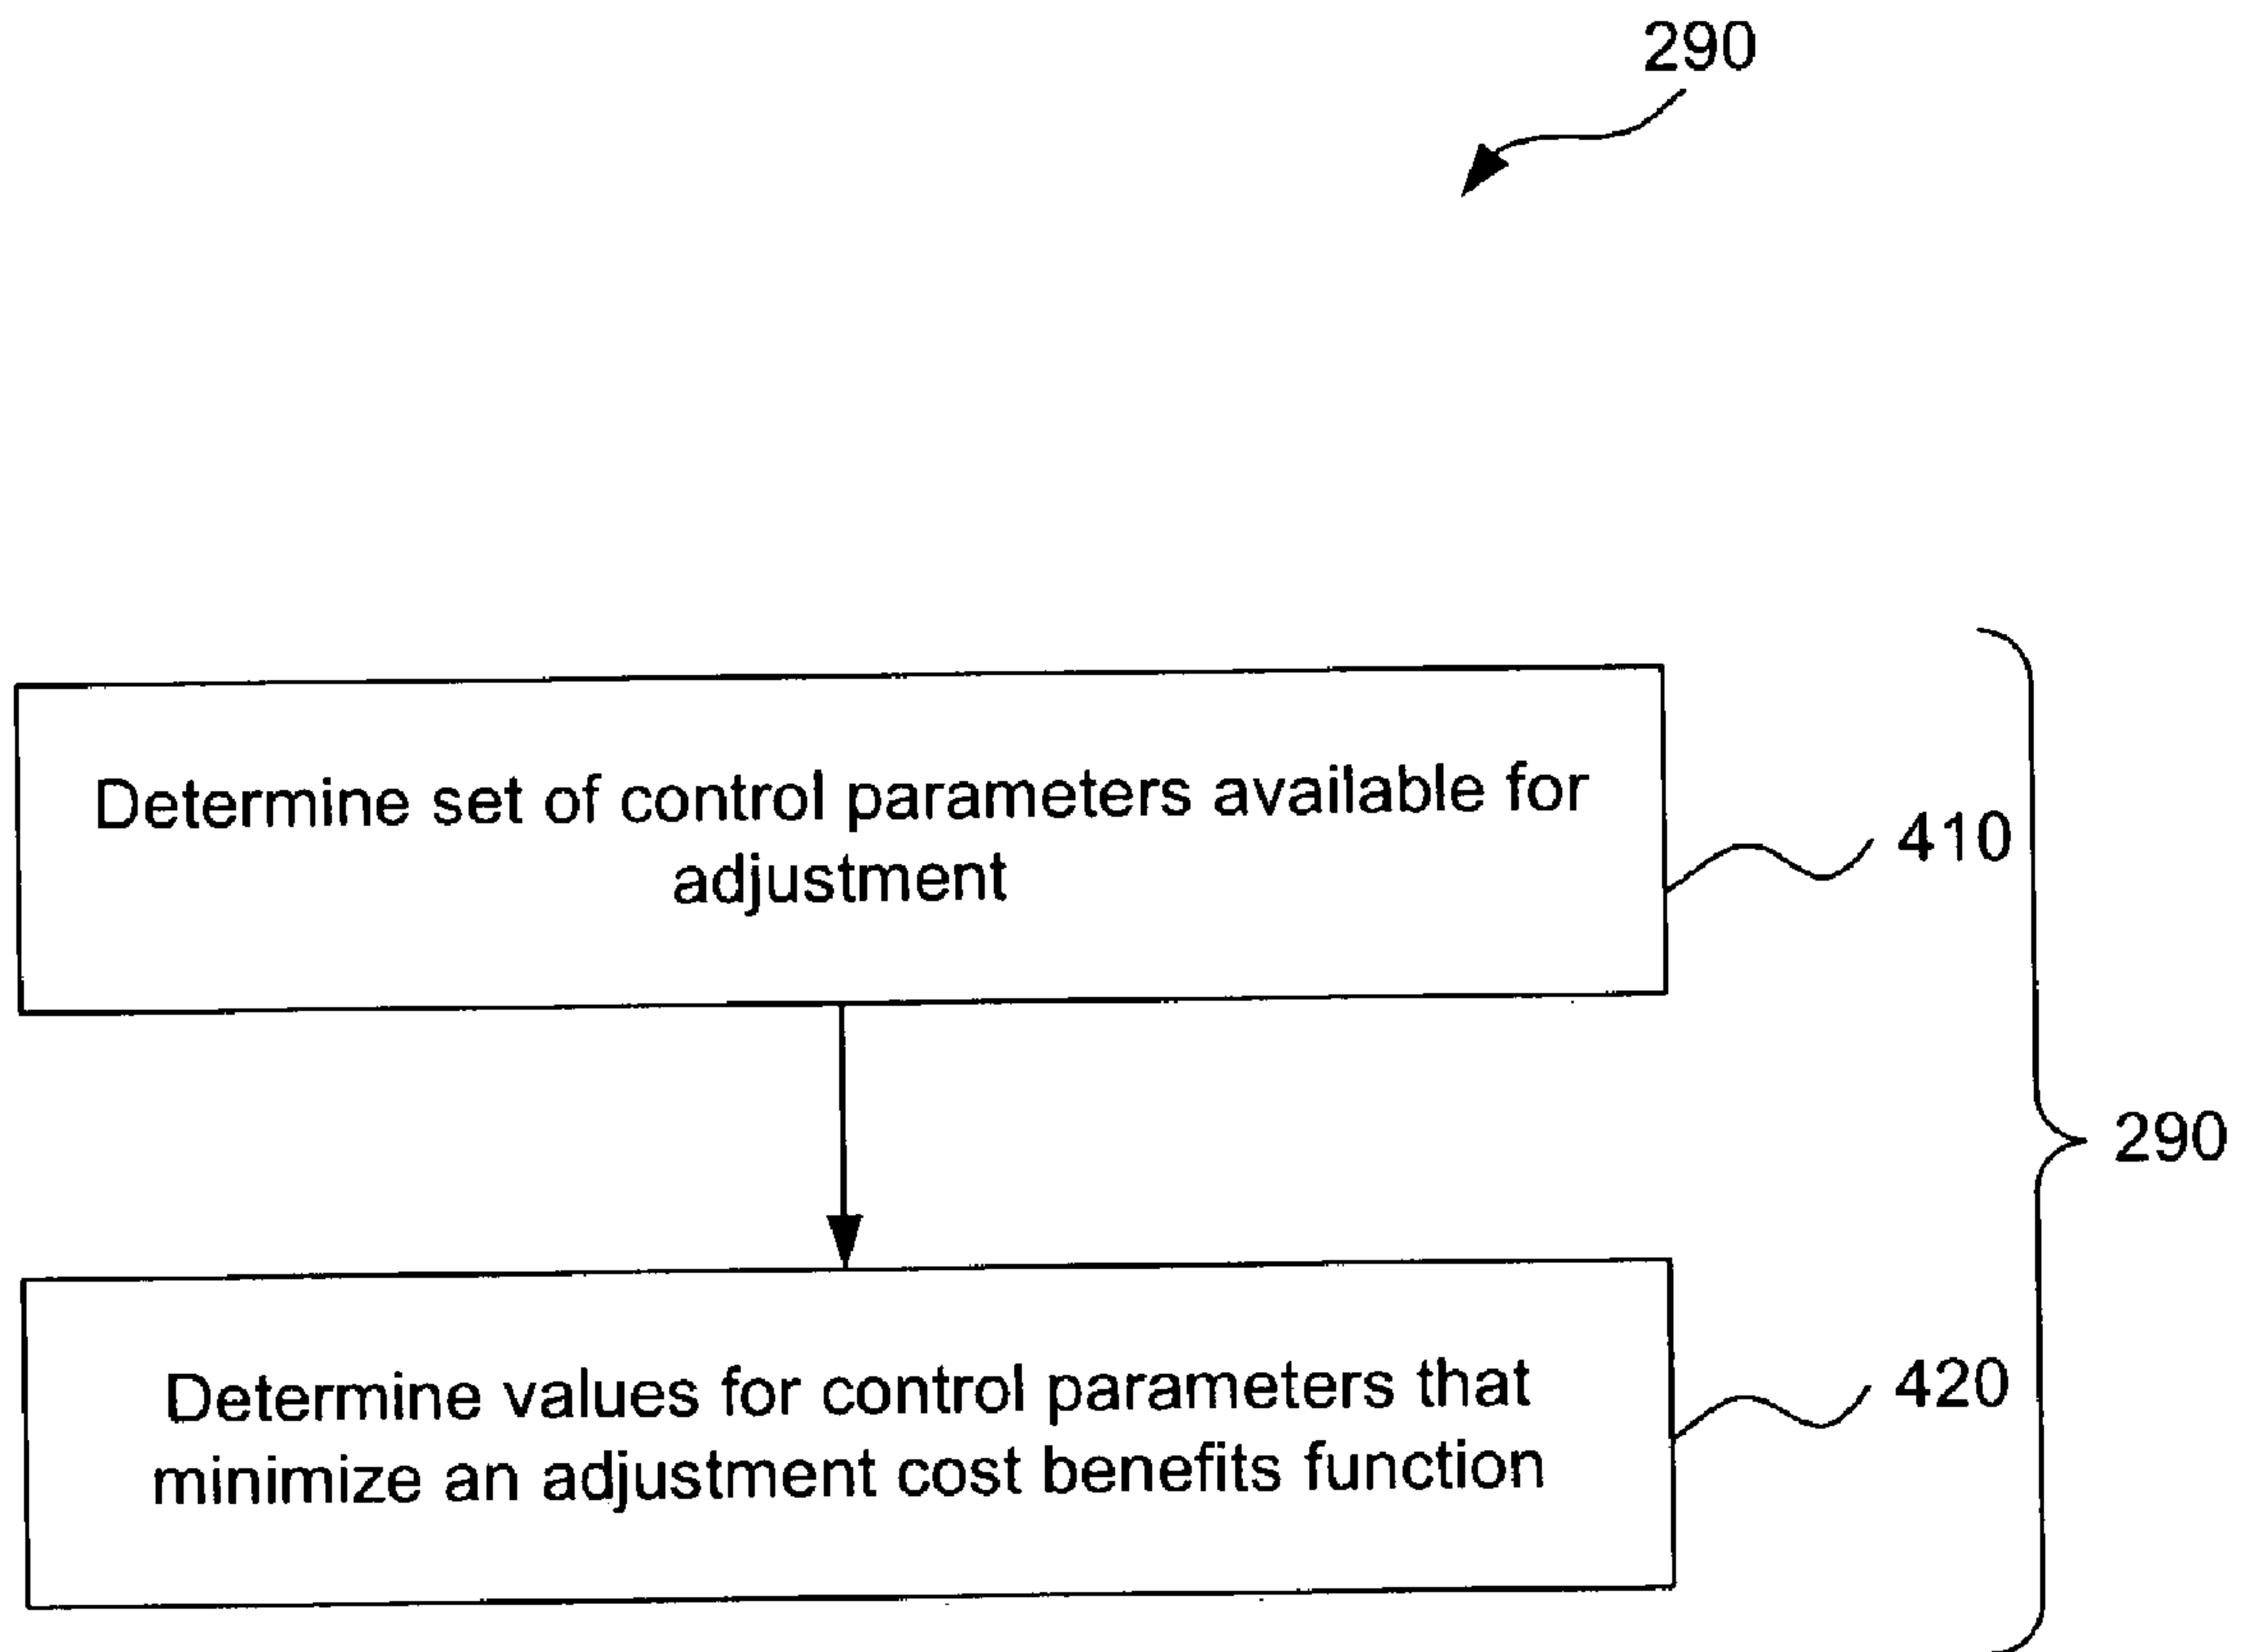 290
Determine set of control parameters available for
adjustment
410
290
Determine values for control parameters that
minimize an adjustment cost benefits function
420